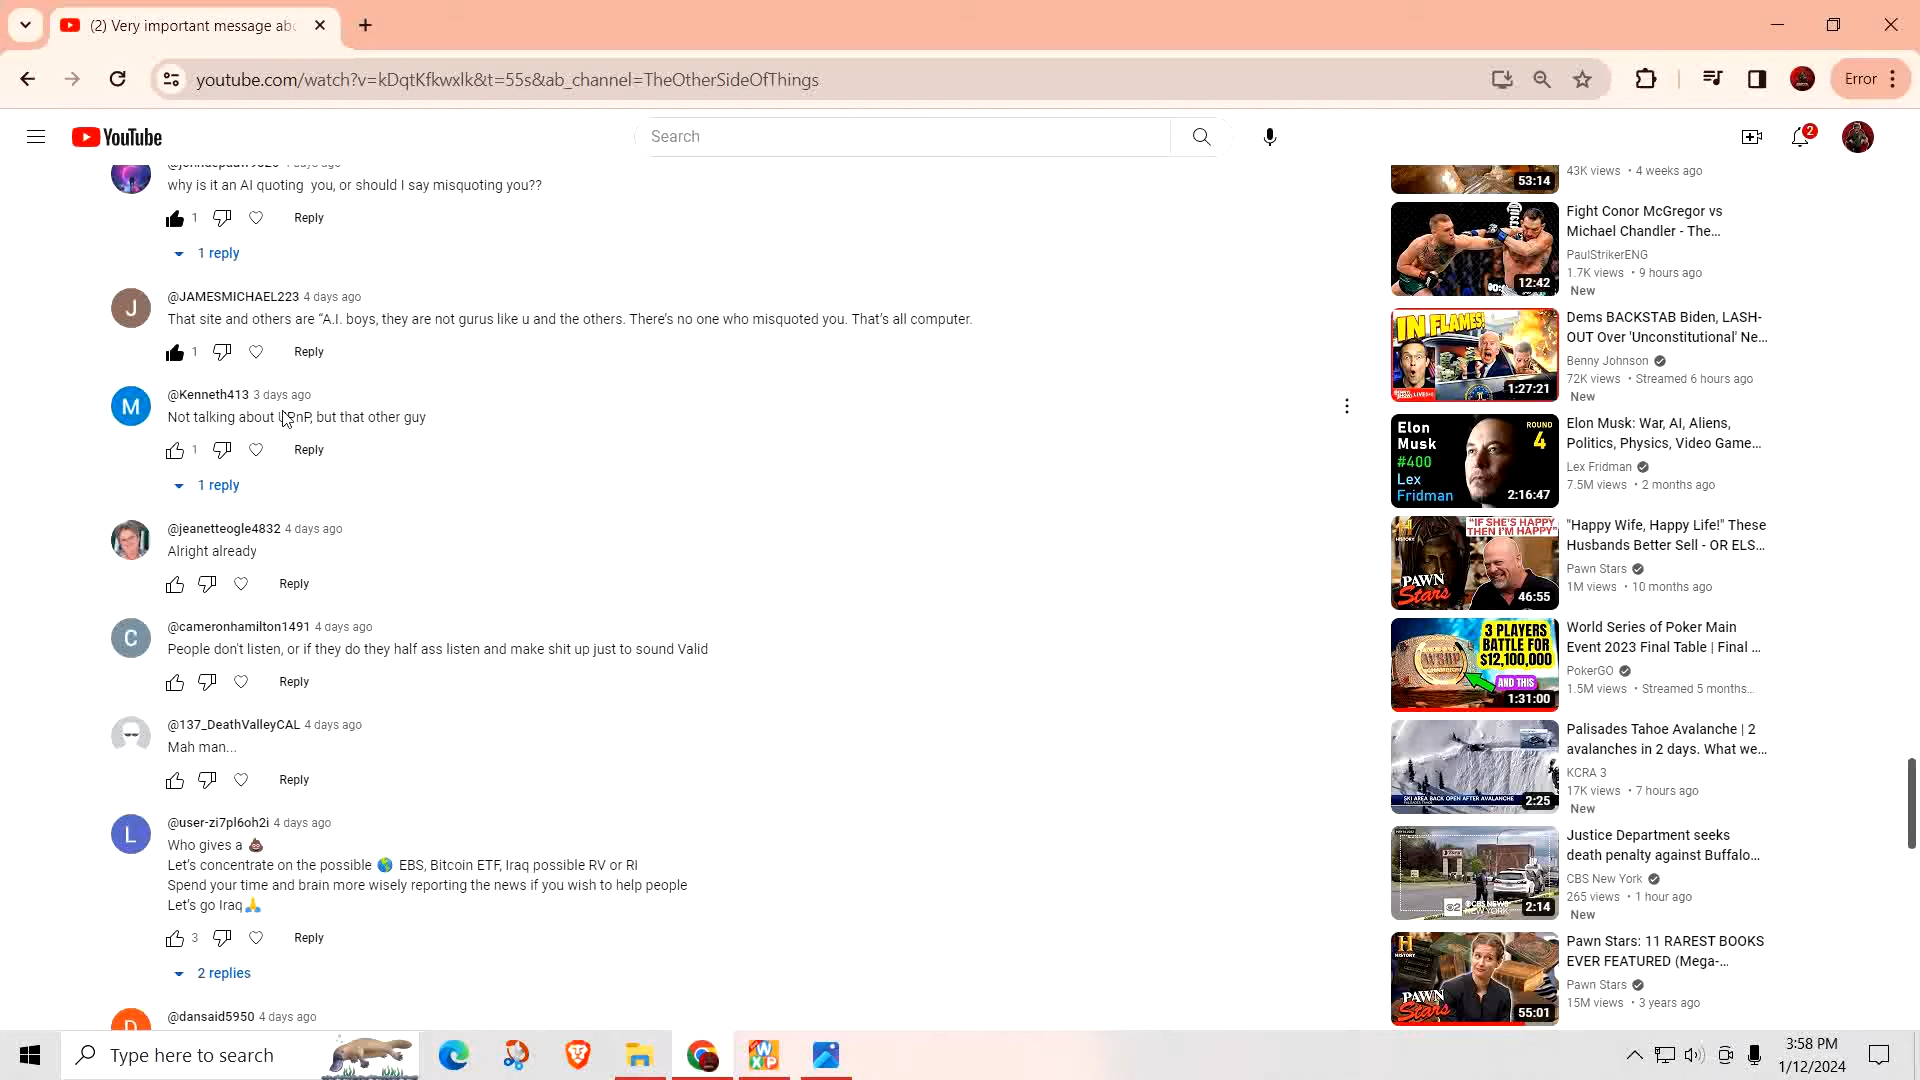 (2) Very important message abo
youtube.com/watch?v=kDqtKfkwxlk&t=55s&ab_channel=TheOtherSideOfThings
Error
YouTube
Search
2
why is it an AI quoting  you, or should I say misquoting you??
1
Reply
1 reply
J
@JAMESMICHAEL223 4 days ago
That site and others are “A.I. boys, they are not gurus like u and the others. There’s no one who misquoted you. That’s all computer.
1
Reply
M
@Kenneth413 3 days ago
Not talking about but that other guy
1
Reply
1 reply
@jeanetteogle4832 4 days ago
Alright already
Reply
C
@cameronhamilton1491 4 days ago
People don't listen, or if they do they half ass listen and make shit up just to sound Valid
Reply
@137_DeathValleyCAL 4 days ago
Mah man...
Reply
L
@user-zi7pl6oh2i 4 days ago
Who gives a 💩
Let's concentrate on the possible 🌎 EBS, Bitcoin ETF, Iraq possible RV or RI
Spend your time and brain more wisely reporting the news if you wish to help people
Let's go Iraq🙏
3
Reply
2 replies
D
@dansaid5950 4 days ago
53:14
43K views • 4 weeks ago
12:42
Fight Conor McGregor vs
Michael Chandler - The...
PaulStrikerENG
1.7K views • 9 hours ago
New
IN FLAMES!
1:27:21
Dems BACKSTAB Biden, LASH-
OUT Over 'Unconstitutional' Ne...
Benny Johnson
72K views • Streamed 6 hours ago
New
Elon
Musk
#400
Lex
Fridman
ROUND
4
2:16:47
Elon Musk: War, AI, Aliens,
Politics, Physics, Video Game...
Lex Fridman
7.5M views • 2 months ago
HISTORY
"IF SHE'S HAPPY
THEN I'M HAPPY"
PAWN
Stars
46:55
"Happy Wife, Happy Life!" These
Husbands Better Sell - OR ELS...
Pawn Stars
1M views • 10 months ago
3 PLAYERS
BATTLE FOR
$12,100,000
AND THIS
1:31:00
World Series of Poker Main
Event 2023 Final Table | Final ...
PokerGO
1.5M views • Streamed 5 months...
SKI AREA BACK OPEN AFTER AVALANCHE
2:25
Palisades Tahoe Avalanche | 2
avalanches in 2 days. What we...
KCRA 3
17K views • 7 hours ago
New
CBS NEWS
NEW YORK
2:14
Justice Department seeks
death penalty against Buffalo...
CBS New York
265 views • 1 hour ago
New
HISTORY
PAWN
Stars
55:01
Pawn Stars: 11 RAREST BOOKS
EVER FEATURED (Mega-...
Pawn Stars
15M views • 3 years ago
Type here to search
3:58 PM
1/12/2024